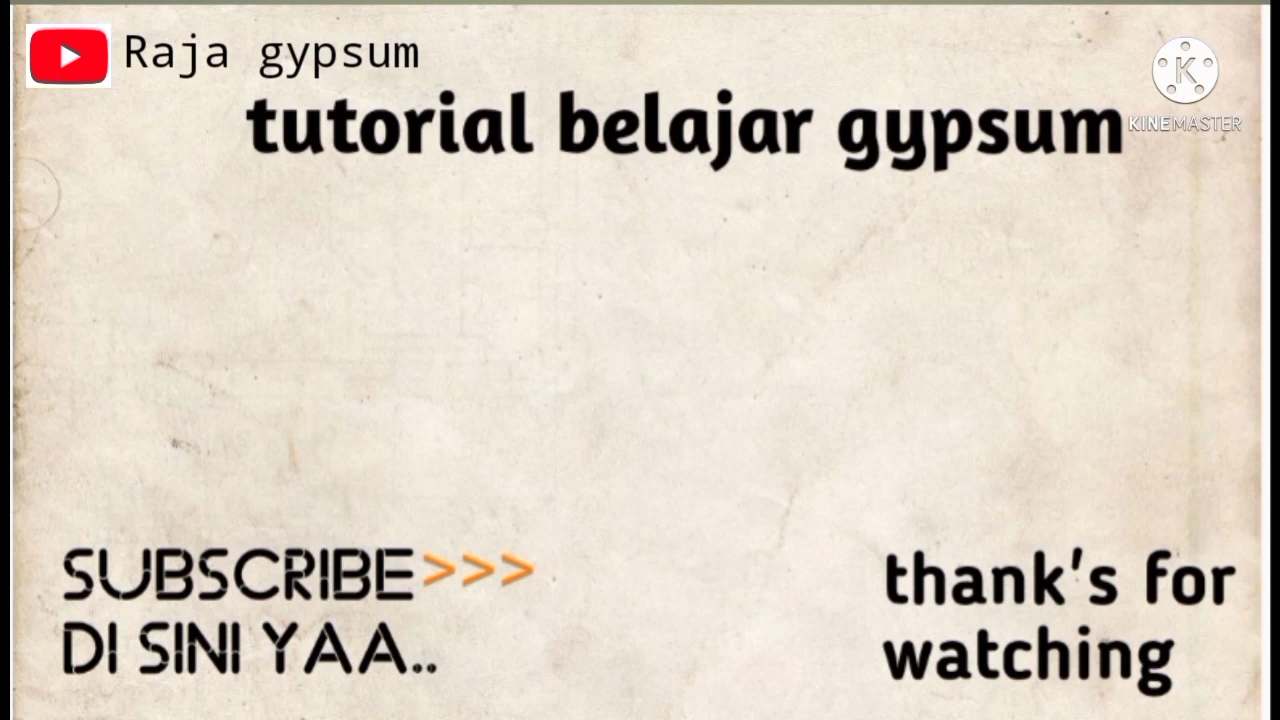 Raja gypsum
tutorial belajar gypsum
K
KINEMASTER
SUBSCRIBE>>>
DI SINI YAA..
thank's for
watching